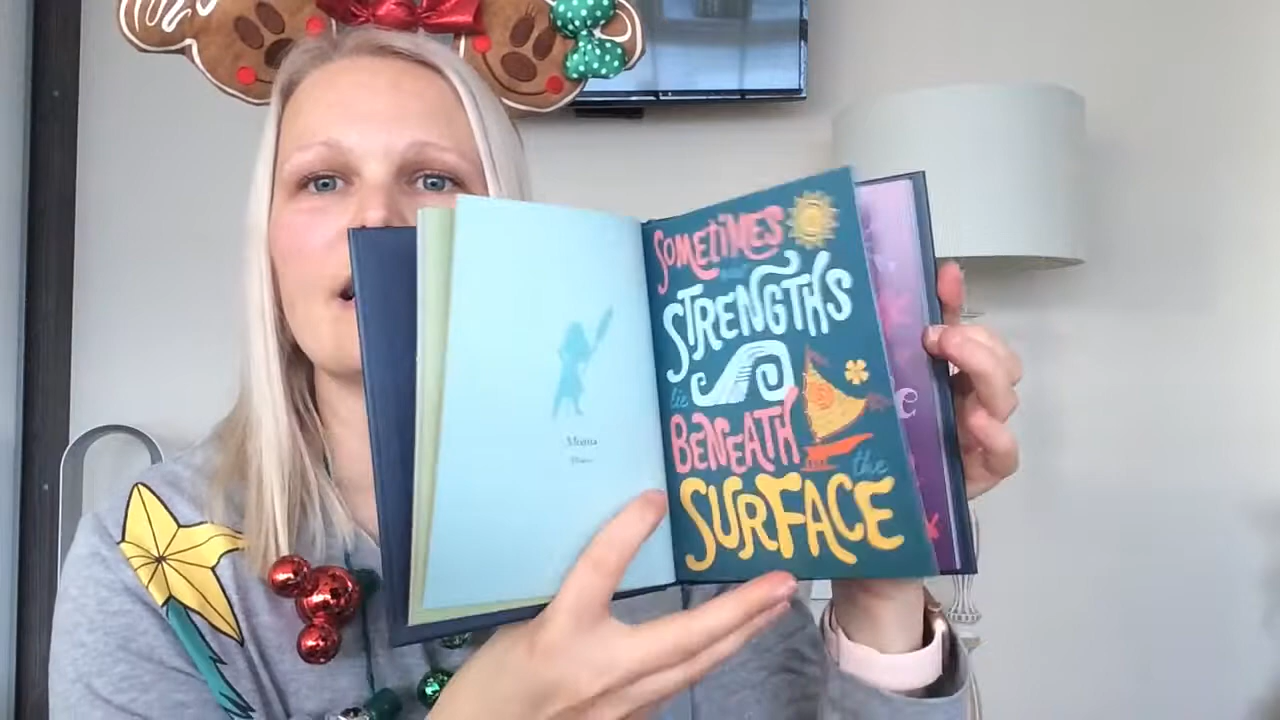 Moana
SOMETIMES
our
STRENGTHS
lie
BENEATH
the
SURFACE